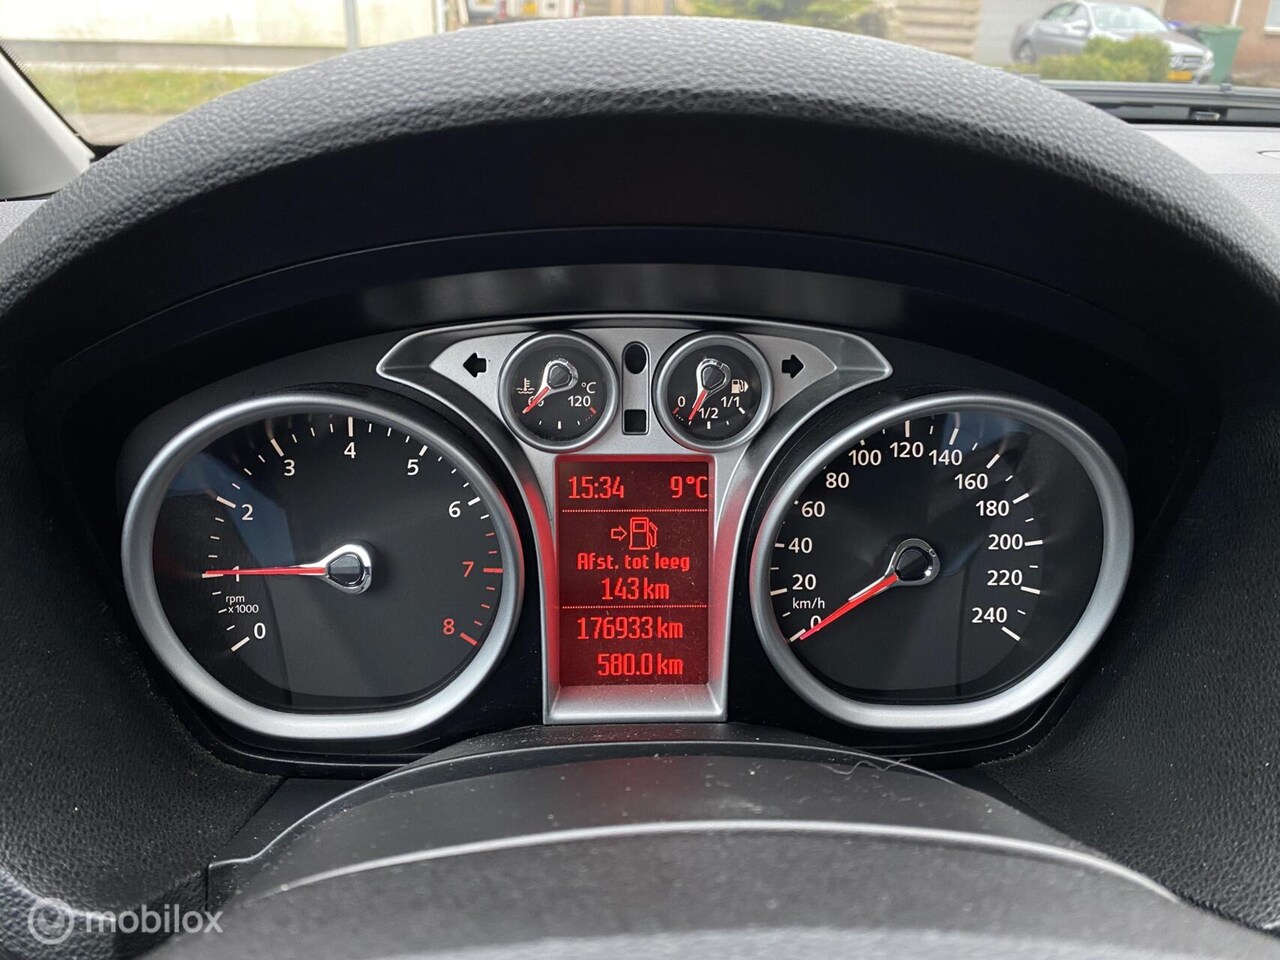 60 120 °C
0 1/2 1/1
15:34 9°C
Afst. tot leeg
143 km
176933 km
580.0 km
0 1 2 3 4 5 6 7 8
rpm
x1000
0 20 40 60 80 100 120 140 160 180 200 220 240
km/h
mobilox